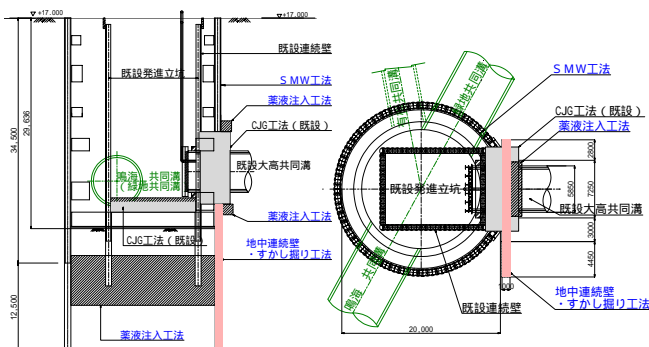 +17.000
+17.000
既設連続壁
既設発進立坑
SMW工法
薬液注入工法
CJG工法(既設)
既設大高共同溝
鳴海 共同溝
(緑地共同溝
薬液注入工法
CJG工法(既設)
地中連続壁
・すかし掘り工法
薬液注入工法
34,500
29,636
12,500
共同溝
緑地共同溝
SMW工法
CJG工法(既設)
薬液注入工法
既設発進立坑
既設大高共同溝
鳴海 共同溝
地中連続壁
・すかし掘り工法
既設連続壁
2800
5850
7250
3000
4450
1000
20,000